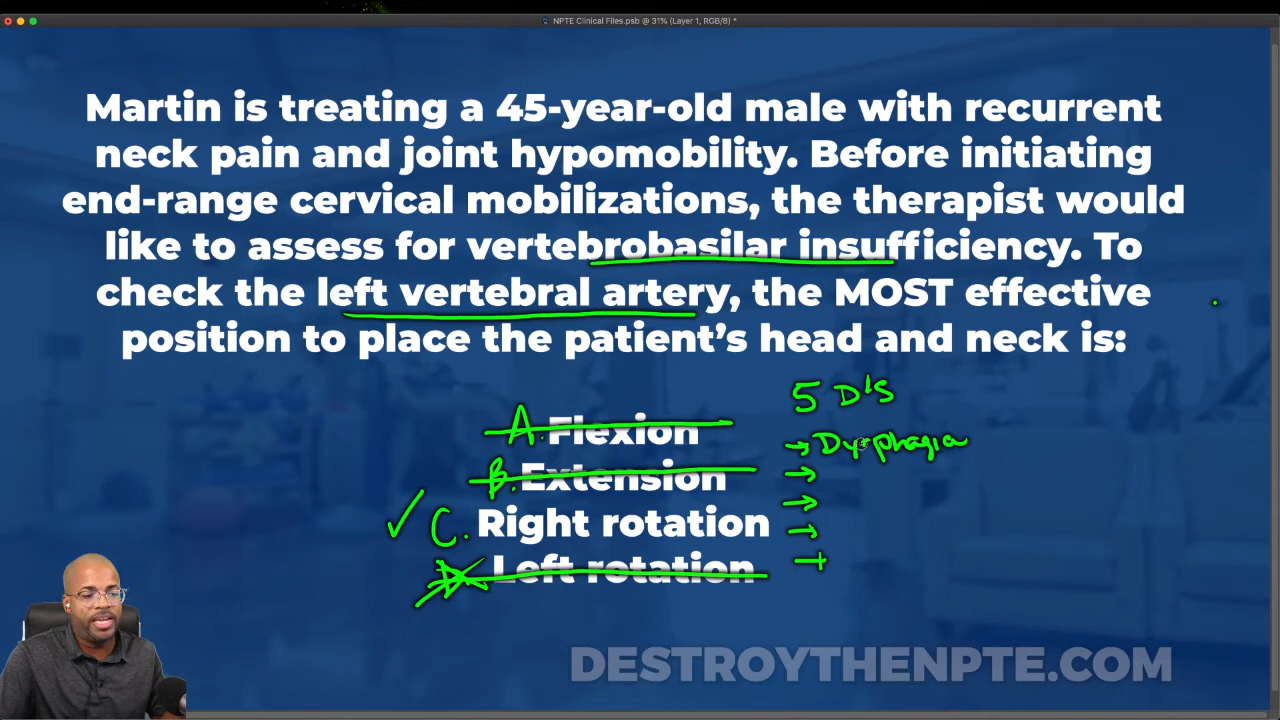 NPTE Clinical Files.psb @ 31% (Layer 1, RGB/8) *
Martin is treating a 45-year-old male with recurrent
neck pain and joint hypomobility. Before initiating
end-range cervical mobilizations, the therapist would
like to assess for vertebrobasilar insufficiency. To
check the left vertebral artery, the MOST effective
position to place the patient's head and neck is:
5 D's
A. Flexion
→ Dysphagia
B. Extension
→
→
✓ C. Right rotation
→
D. Left rotation
DESTROYTHENPTE.COM